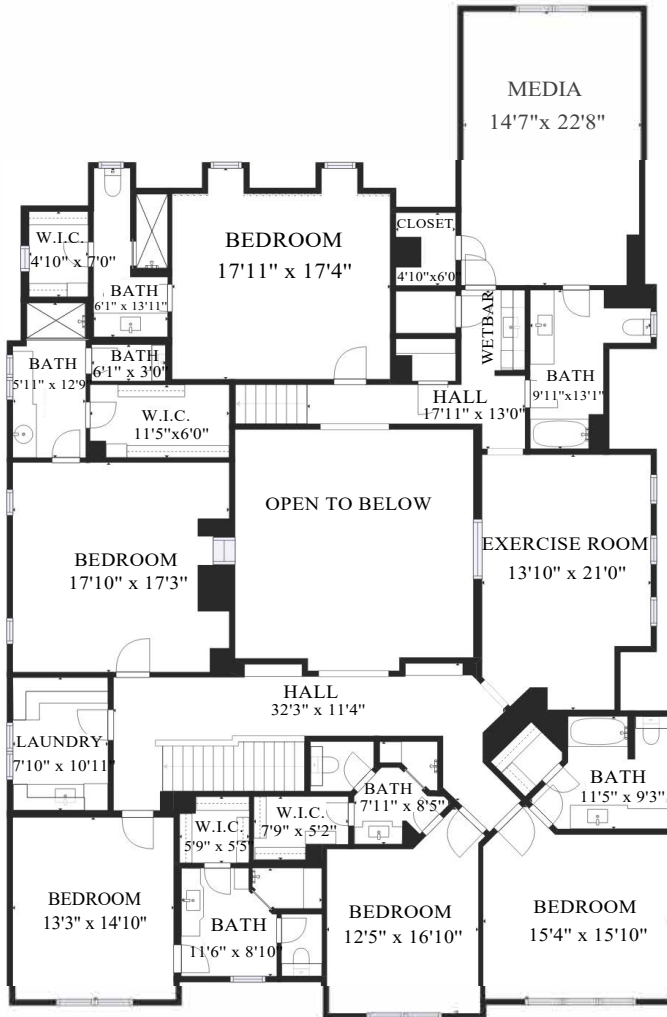 MEDIA
14'7"x 22'8"
W.I.C.
4'10" x 7'0"
BEDROOM
17'11" x 17'4"
CLOSET
4'10"x6'0"
BATH
6'1" x 13'11"
WETBAR
BATH
5'11" x 12'9
BATH
6'1" x 3'0"
BATH
9'11"x13'1"
W.I.C.
11'5"x6'0"
HALL
17'11" x 13'0"
OPEN TO BELOW
BEDROOM
17'10" x 17'3"
EXERCISE ROOM
13'10" x 21'0"
HALL
32'3" x 11'4"
LAUNDRY
7'10" x 10'11"
BATH
7'11" x 8'5"
BATH
11'5" x 9'3"
W.I.C.
5'9" x 5'5"
W.I.C.
7'9" x 5'2"
BEDROOM
13'3" x 14'10"
BATH
11'6" x 8'10"
BEDROOM
12'5" x 16'10"
BEDROOM
15'4" x 15'10"